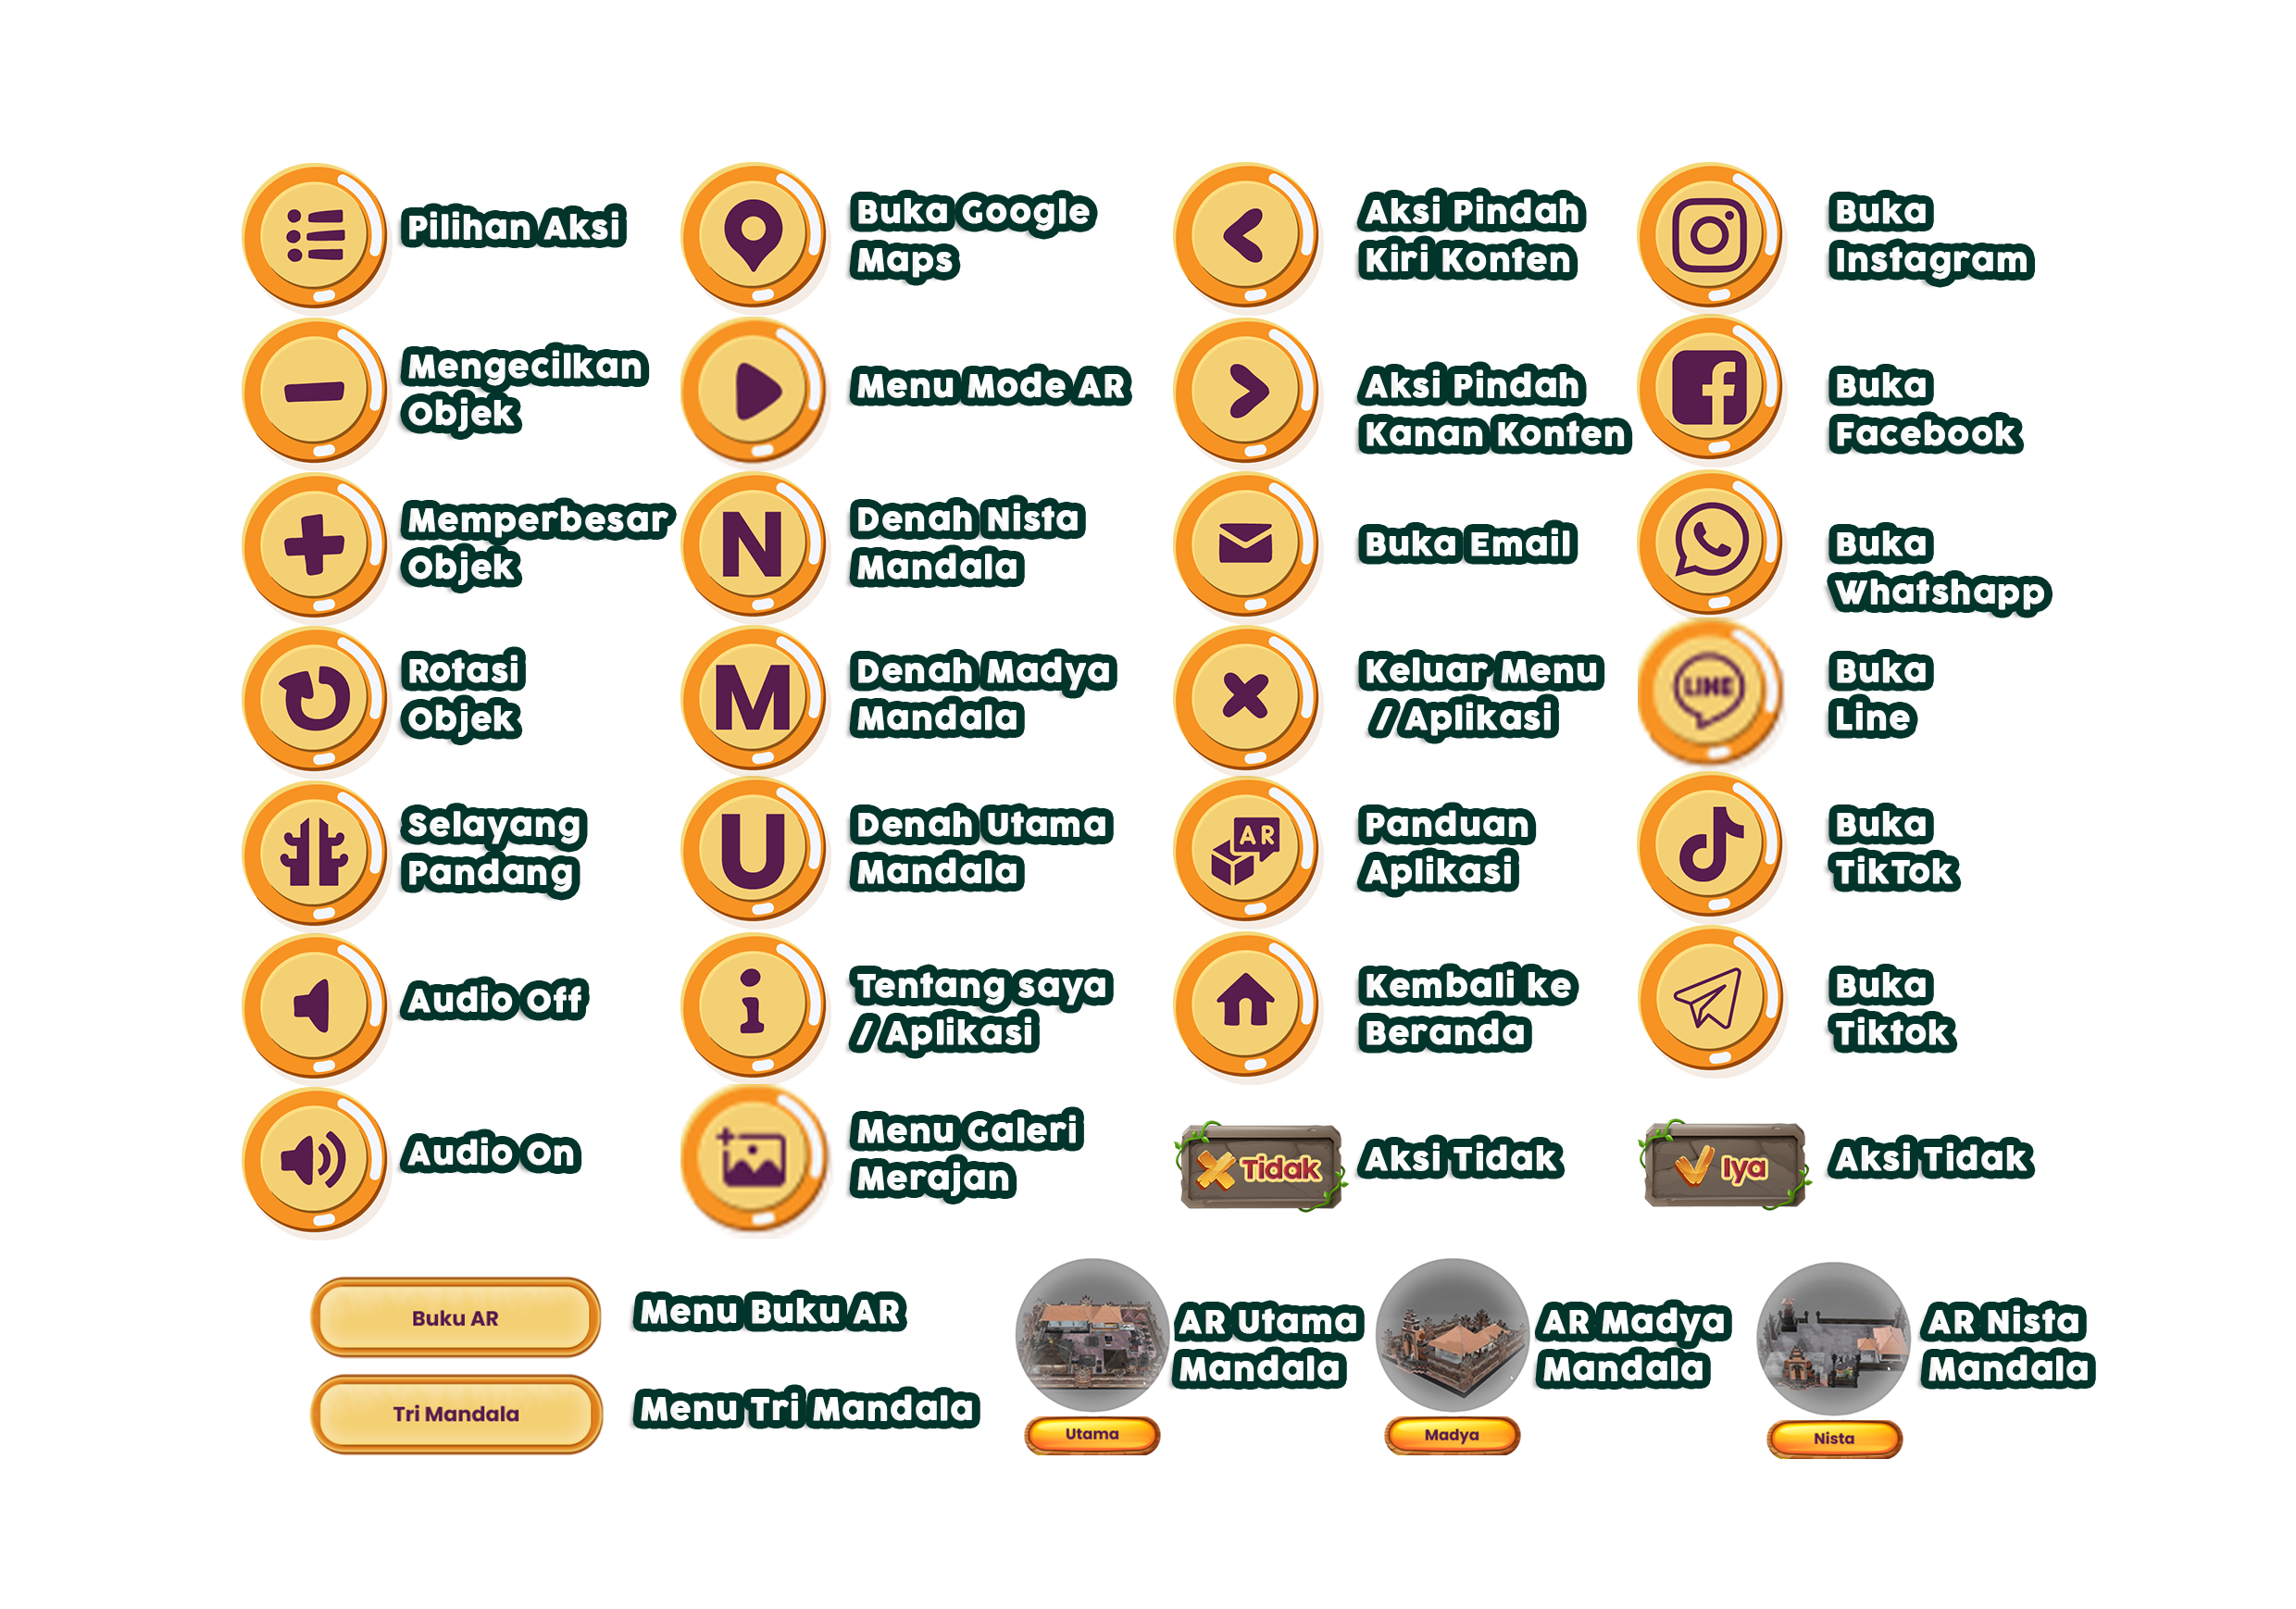 Pilihan Aksi
Buka Google
Maps
Aksi Pindah
Kiri Konten
Buka
Instagram
Mengecilkan
Objek
Menu Mode AR
Aksi Pindah
Kanan Konten
Buka
Facebook
Memperbesar
Objek
N
Denah Nista
Mandala
Buka Email
Buka
Whatshapp
Rotasi
Objek
M
Denah Madya
Mandala
Keluar Menu
/ Aplikasi
LINE
Buka
Line
Selayang
Pandang
U
Denah Utama
Mandala
AR
Panduan
Aplikasi
Buka
TikTok
Audio Off
i
Tentang saya
/ Aplikasi
Kembali ke
Beranda
Buka
Tiktok
Audio On
Menu Galeri
Merajan
Tidak
Aksi Tidak
Iya
Aksi Tidak
Buku AR
Menu Buku AR
Tri Mandala
Menu Tri Mandala
Utama
AR Utama
Mandala
Madya
AR Madya
Mandala
Nista
AR Nista
Mandala